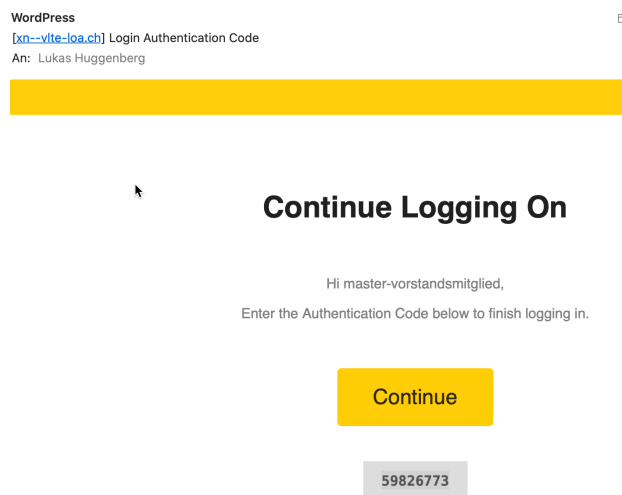 WordPress
[xn--vlte-loa.ch] Login Authentication Code
An: Lukas Huggenberg
Continue Logging On
Hi master-vorstandsmitglied,
Enter the Authentication Code below to finish logging in.
Continue
59826773